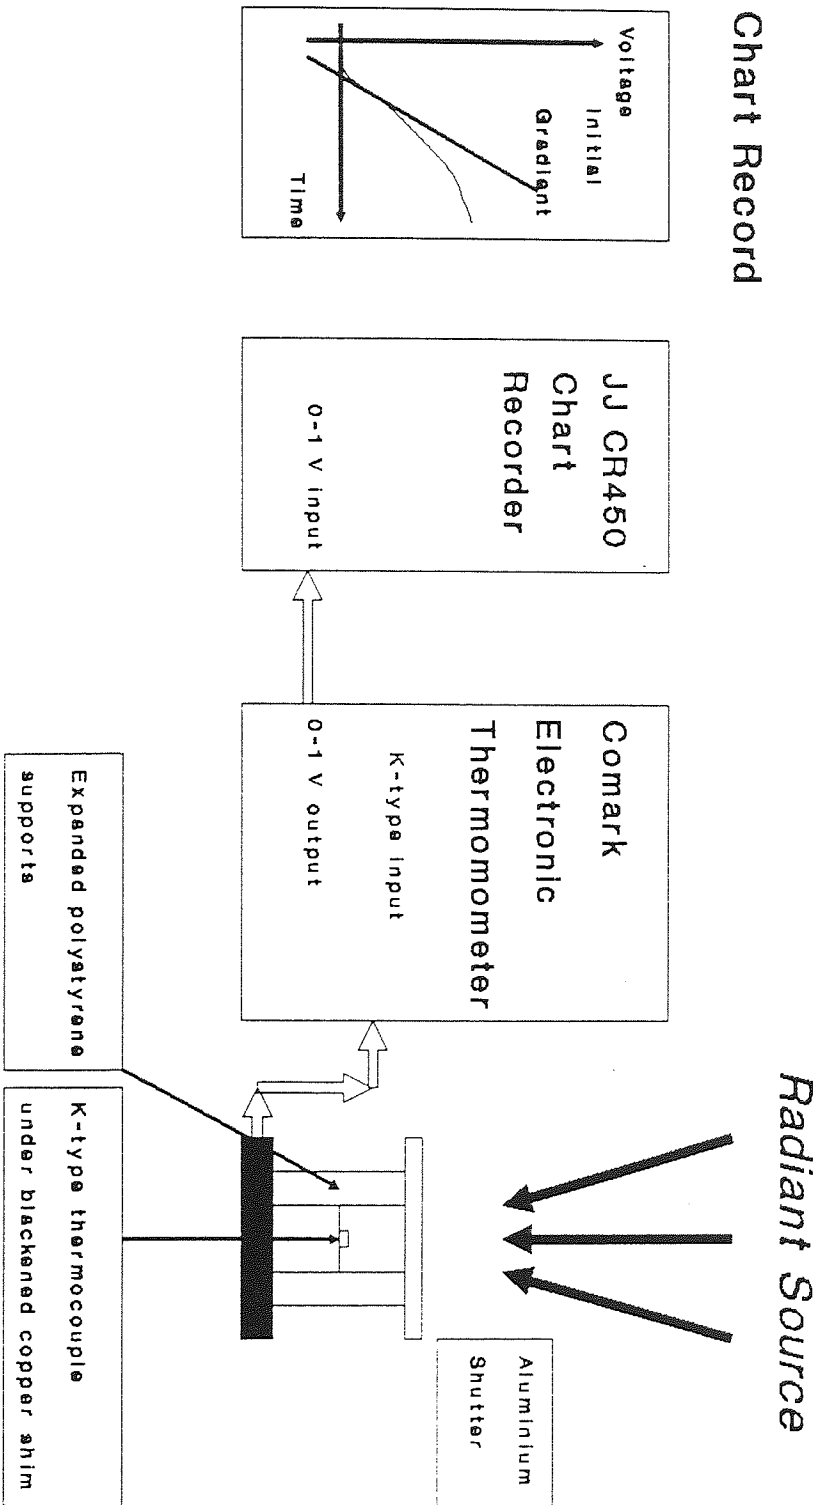 Chart Record
Voltage
Initial
Gradient
Time
JJ CR450
Chart
Recorder
0-1 V input
Comark
Electronic
Thermomometer
K-type input
0-1 V output
Radiant Source
Aluminium
Shutter
Expanded polystyrene
supports
K-type thermocouple
under blackened copper shim